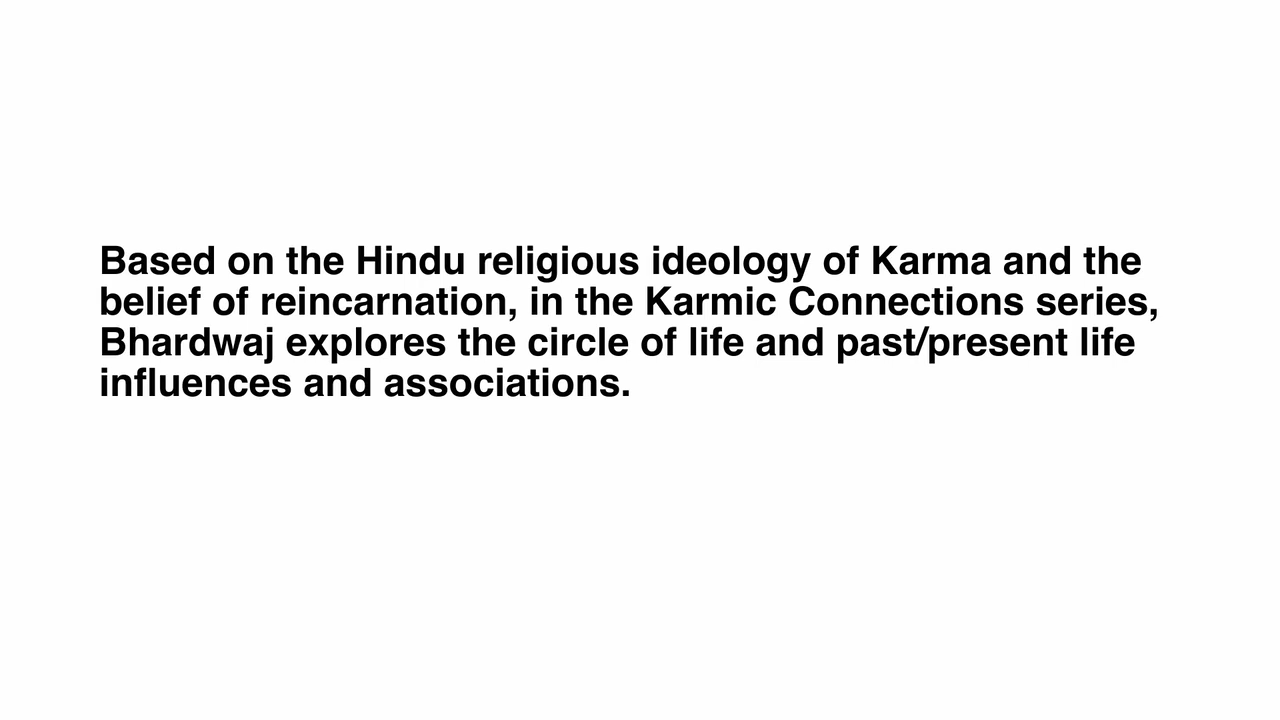 Based on the Hindu religious ideology of Karma and the
belief of reincarnation, in the Karmic Connections series,
Bhardwaj explores the circle of life and past/present life
influences and associations.